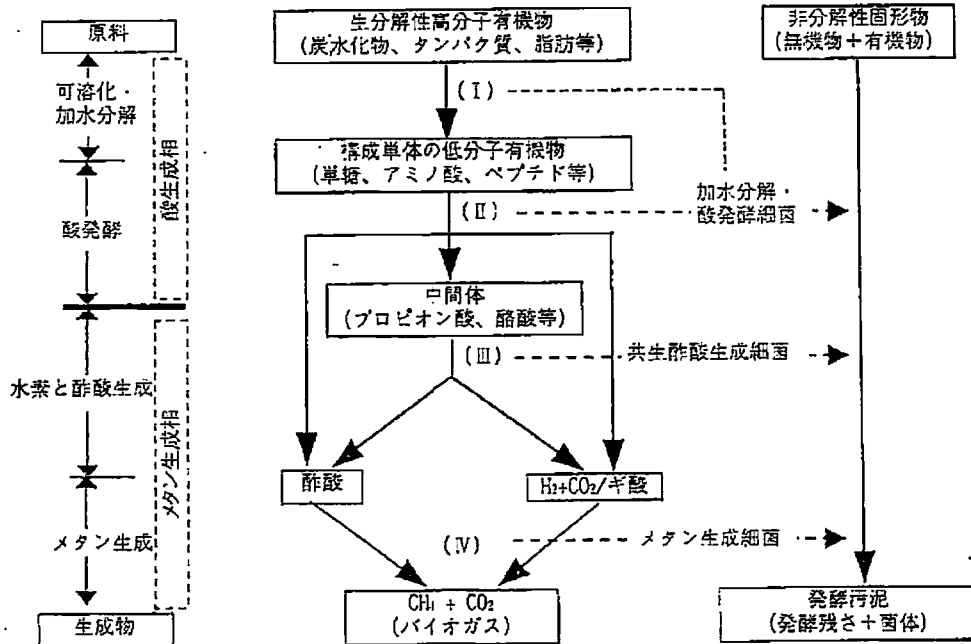 原料
可溶化・
加水分解
酸発酵
水素と酢酸生成
メタン生成
生成物
酸生成相
メタン生成相
生分解性高分子有機物
(炭水化物、タンパク質、脂肪等)
(Ⅰ)
構成単体の低分子有機物
(単糖、アミノ酸、ペプチド等)
(Ⅱ)
中間体
(プロピオン酸、酪酸等)
(Ⅲ)
酢酸
H₂+CO₂/ギ酸
(Ⅳ)
CH₄ + CO₂
(バイオガス)
加水分解・
酸発酵細菌
共生酢酸生成細菌
メタン生成細菌
非分解性固形物
(無機物+有機物)
発酵汚泥
(発酵残さ+菌体)